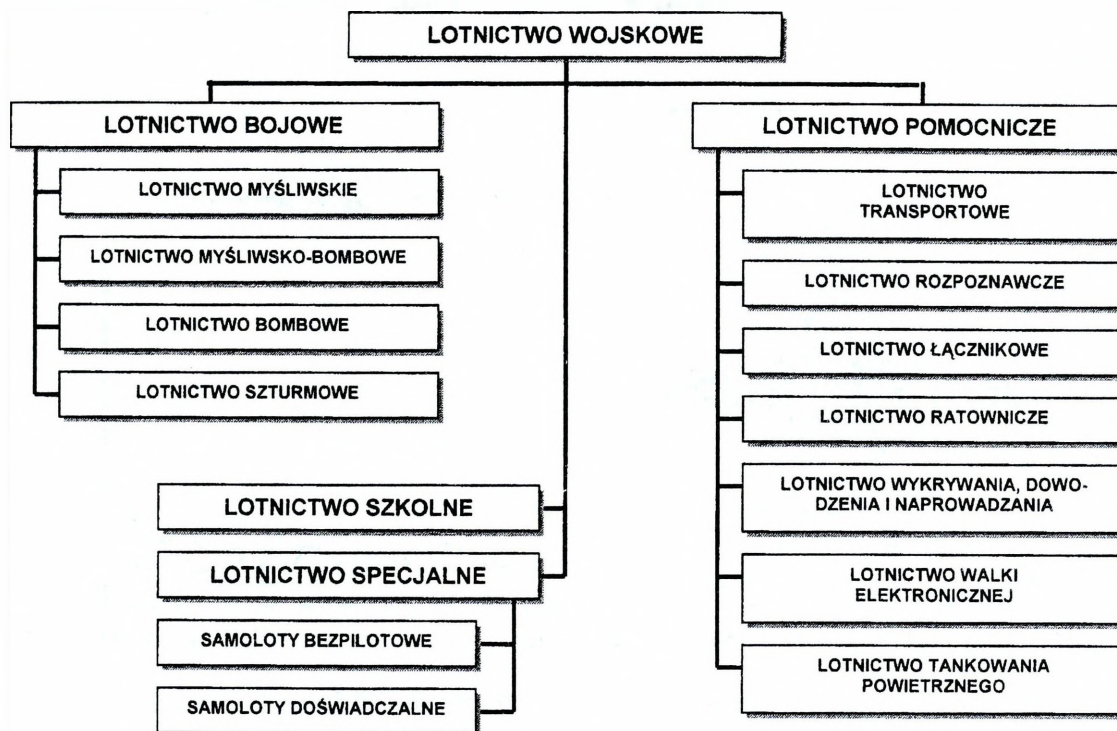 LOTNICTWO WOJSKOWE
LOTNICTWO BOJOWE
LOTNICTWO MYŚLIWSKIE
LOTNICTWO MYŚLIWSKO-BOMBOWE
LOTNICTWO BOMBOWE
LOTNICTWO SZTURMOWE
LOTNICTWO SZKOLNE
LOTNICTWO SPECJALNE
SAMOLOTY BEZPILOTOWE
SAMOLOTY DOŚWIADCZALNE
LOTNICTWO POMOCNICZE
LOTNICTWO
TRANSPORTOWE
LOTNICTWO ROZPOZNAWCZE
LOTNICTWO ŁĄCZNIKOWE
LOTNICTWO RATOWNICZE
LOTNICTWO WYKRYWANIA, DOWO-
DZENIA I NAPROWADZANIA
LOTNICTWO WALKI
ELEKTRONICZNEJ
LOTNICTWO TANKOWANIA
POWIETRZNEGO